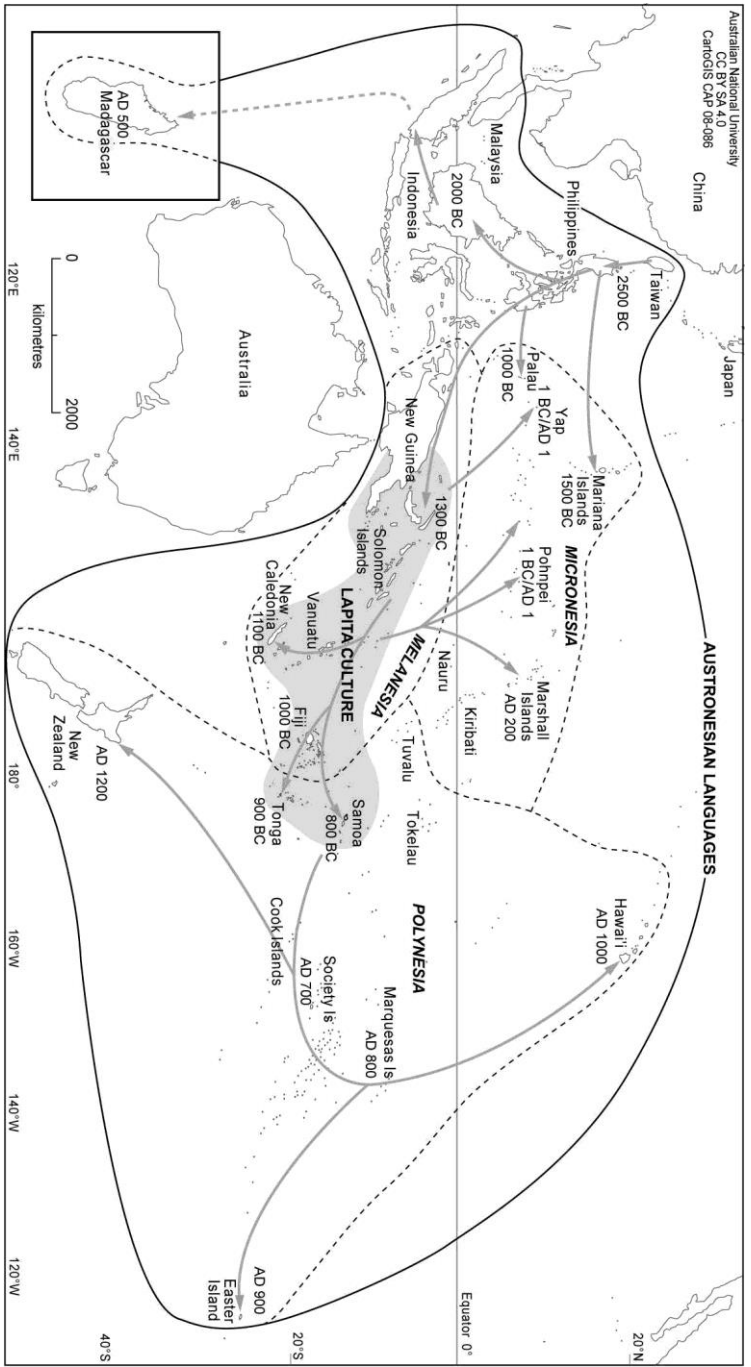 Australian National University
CC BY SA 4.0
CartoGIS CAP 08-086
China
Japan
Taiwan
2500 BC
Philippines
Malaysia
2000 BC
Indonesia
AD 500
Madagascar
Mariana
Islands
1500 BC
Palau
1000 BC
Yap
1 BC/AD 1
MICRONESIA
Pohnpei
1 BC/AD 1
Marshall
Islands
AD 200
AUSTRONESIAN LANGUAGES
Nauru
Kiribati
New Guinea
1300 BC
Solomon
Islands
MELANESIA
LAPITA CULTURE
Vanuatu
New
Caledonia
1100 BC
Fiji
1000 BC
Tuvalu
Tokelau
Samoa
800 BC
Tonga
900 BC
POLYNESIA
Hawai'i
AD 1000
Cook Islands
Society Is
AD 700
Marquesas Is
AD 800
AD 900
Easter
Island
AD 1200
New
Zealand
Australia
0
2000
kilometres
Equator 0°
20°N
20°S
40°S
120°E
140°E
180°
160°W
140°W
120°W